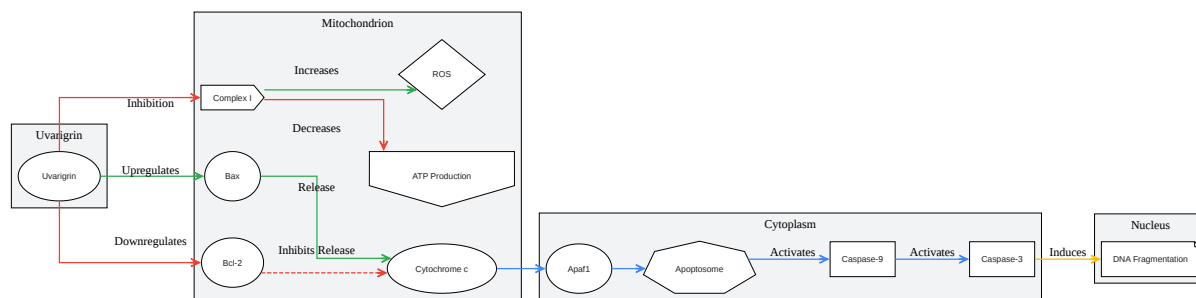 Mitochondrion
Increases
ROS
Complex I
Inhibition
Decreases
Uvarigrin
Uvarigrin
Upregulates
Bax
Release
ATP Production
Downregulates
Bcl-2
Inhibits Release
Cytochrome c
Cytoplasm
Apaf1
Apoptosome
Activates
Caspase-9
Activates
Caspase-3
Induces
Nucleus
DNA Fragmentation